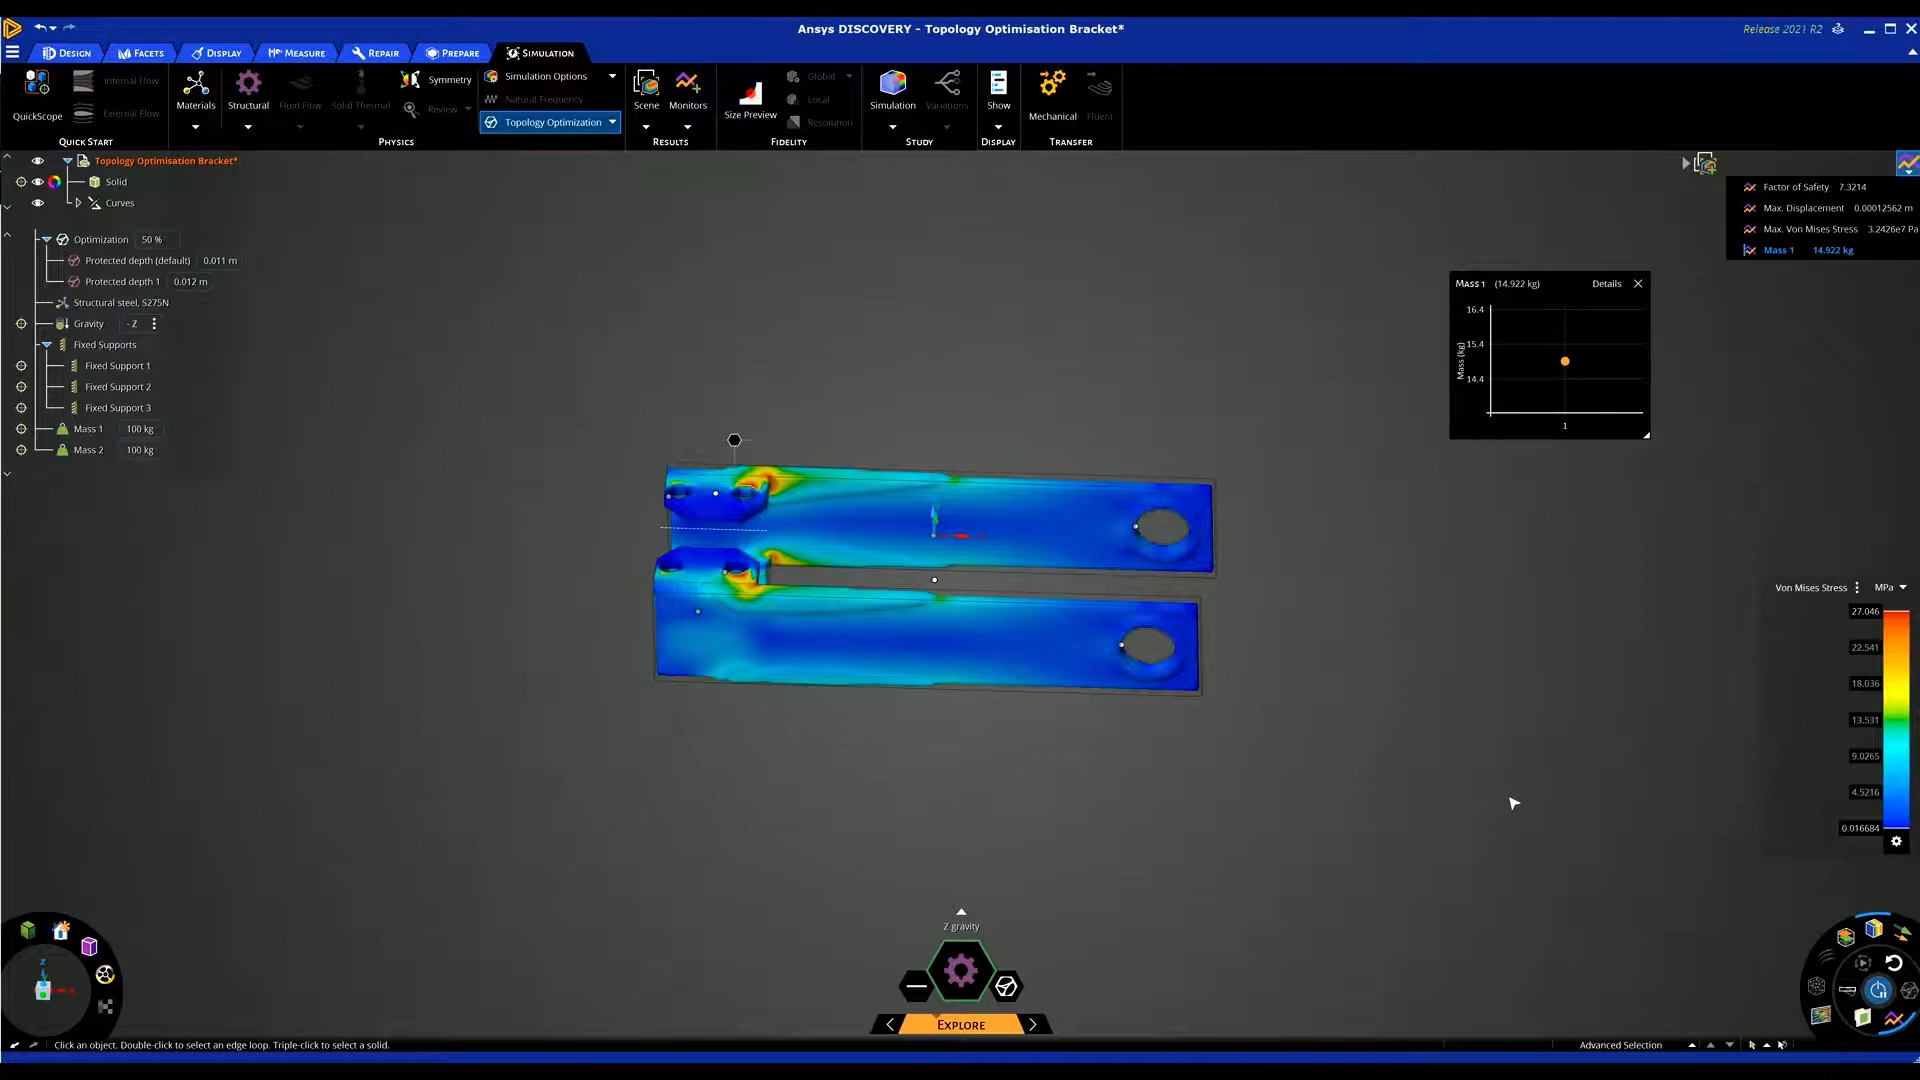 Ansys DISCOVERY - Topology Optimisation Bracket*
Release 2021 R2
DESIGN
FACETS
DISPLAY
MEASURE
REPAIR
PREPARE
SIMULATION
QuickScope
Internal Flow
External Flow
QUICK START
Materials
Structural
Fluid Flow
Solid Thermal
Symmetry
Review
PHYSICS
Simulation Options
Natural Frequency
Topology Optimization
Scene
Monitors
RESULTS
Size Preview
Global
Local
Resolution
FIDELITY
Simulation
Variations
STUDY
Show
DISPLAY
Mechanical
Fluent
TRANSFER
Topology Optimisation Bracket*
Solid
Curves
Optimization 50 %
Protected depth (default) 0.011 m
Protected depth 1 0.012 m
Structural steel, S275N
Gravity - Z
Fixed Supports
Fixed Support 1
Fixed Support 2
Fixed Support 3
Mass 1 100 kg
Mass 2 100 kg
Factor of Safety 7.3214
Max. Displacement 0.00012562 m
Max. Von Mises Stress 3.2426e7 Pa
Mass 1 14.922 kg
MASS 1 (14.922 kg) Details
16.4
15.4
14.4
Mass (kg)
1
Von Mises Stress MPa
27.046
22.541
18.036
13.531
9.0265
4.5216
0.016684
Z gravity
EXPLORE
Z
Click an object. Double-click to select an edge loop. Triple-click to select a solid.
Advanced Selection